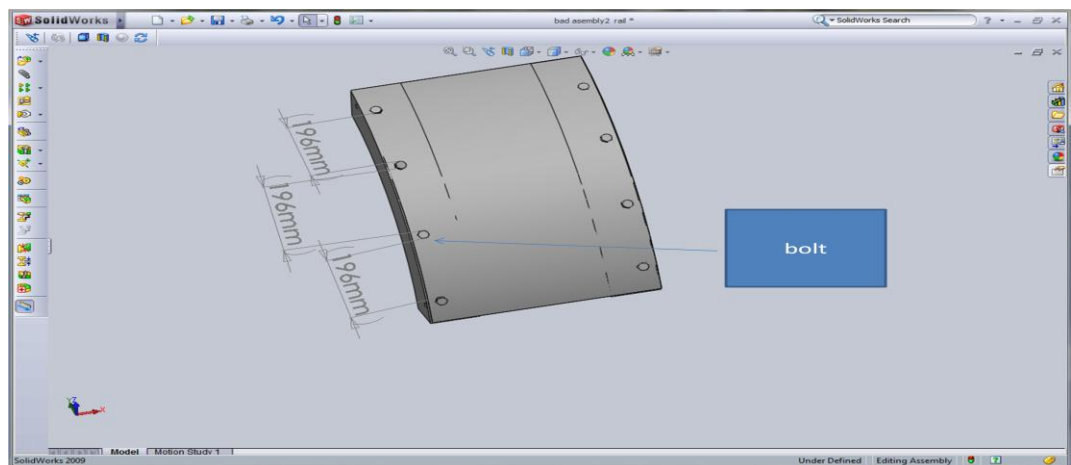 SolidWorks
bad asembly2 rail *
SolidWorks Search
?
(196mm)
(196mm)
(196mm)
bolt
Y
X
Model
Motion Study 1
SolidWorks 2009
Under Defined
Editing Assembly